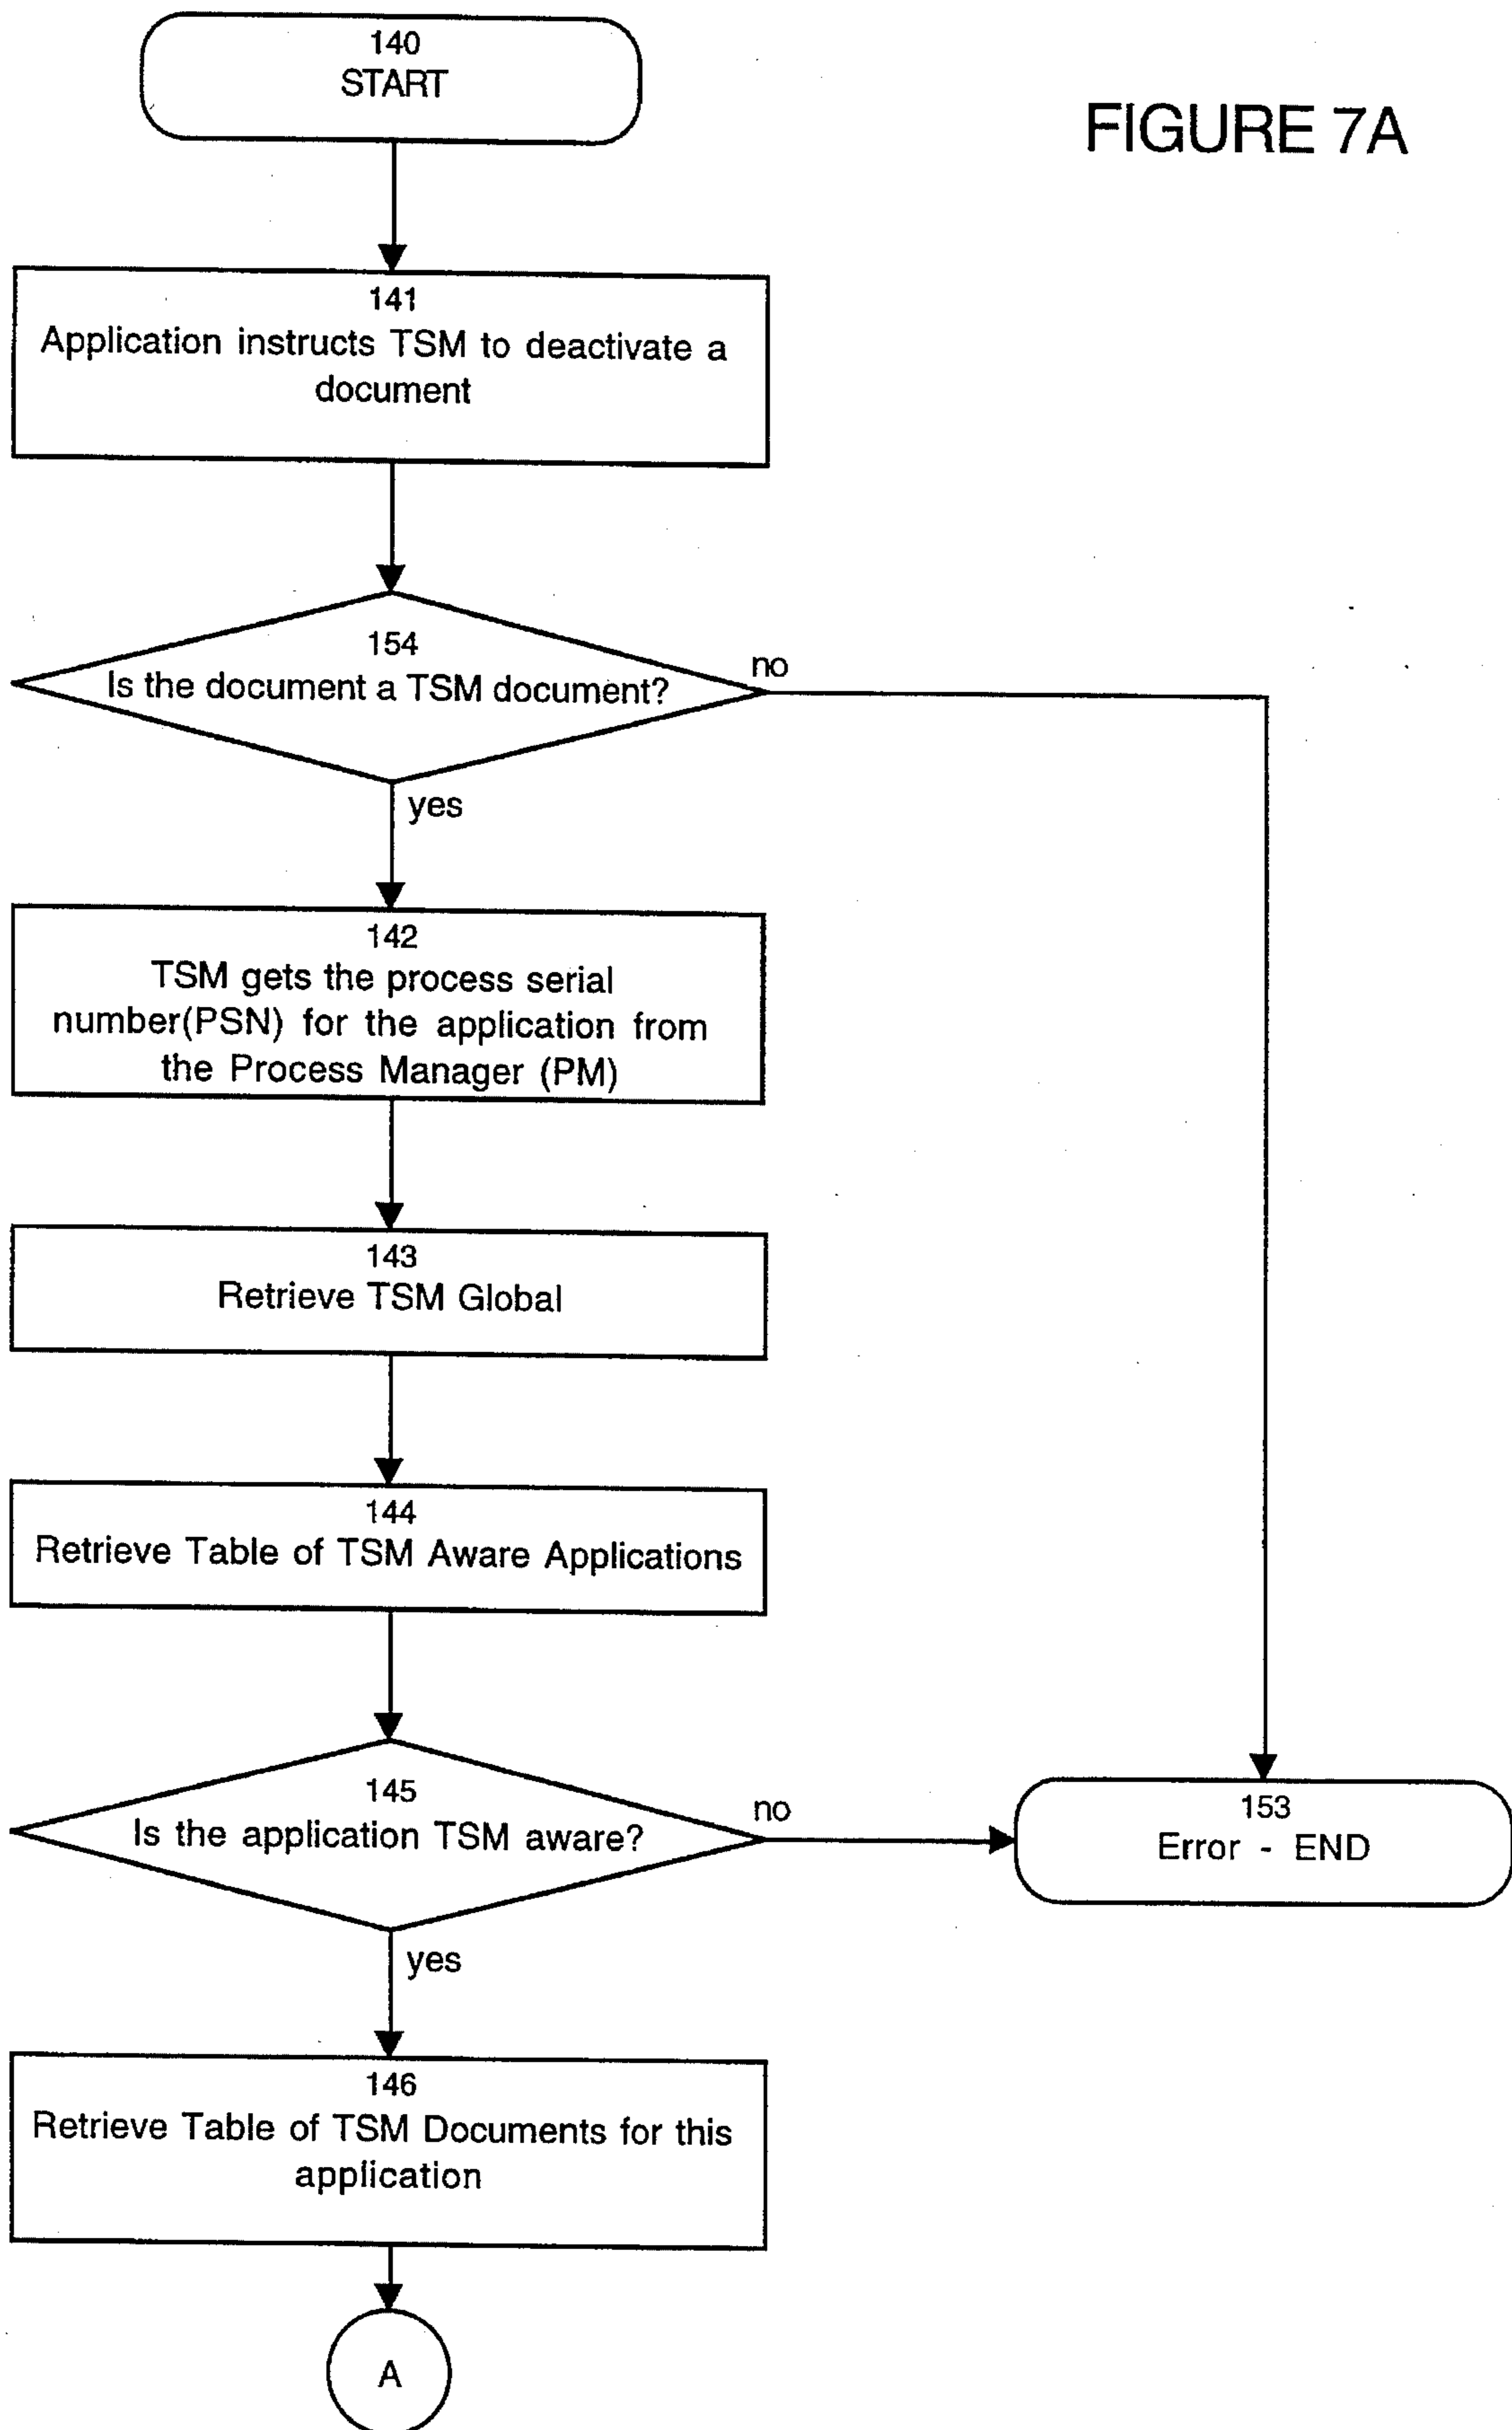 140
START
FIGURE 7A
141
Application instructs TSM to deactivate a
document
154
Is the document a TSM document?
no
yes
142
TSM gets the process serial
number(PSN) for the application from
the Process Manager (PM)
143
Retrieve TSM Global
144
Retrieve Table of TSM Aware Applications
145
Is the application TSM aware?
no
153
Error - END
yes
146
Retrieve Table of TSM Documents for this
application
A